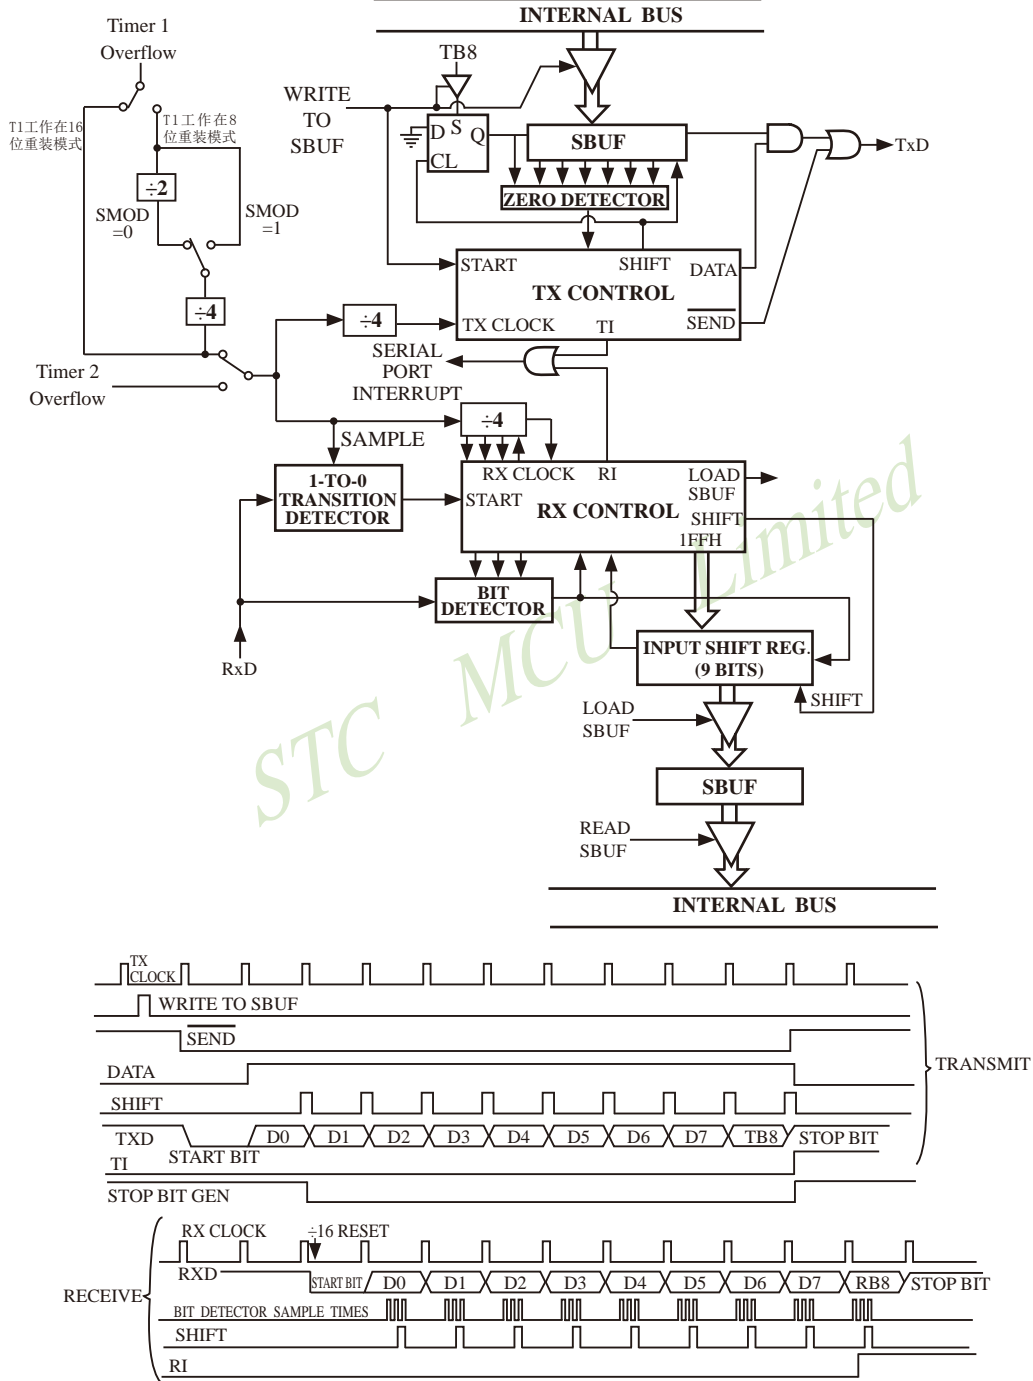 INTERNAL BUS
Timer 1
Overflow
TB8
WRITE
TO
SBUF
T1工作在16
位重装模式
T1工作在8
位重装模式
D S Q
CL
SBUF
TxD
ZERO DETECTOR
÷2
SMOD
=0
SMOD
=1
START
SHIFT
DATA
TX CONTROL
÷4
÷4
TX CLOCK
TI
SEND
SERIAL
PORT
INTERRUPT
Timer 2
Overflow
÷4
SAMPLE
1-TO-0
TRANSITION
DETECTOR
RX CLOCK
RI
LOAD
SBUF
START
RX CONTROL
SHIFT
1FFH
BIT
DETECTOR
RxD
INPUT SHIFT REG.
(9 BITS)
SHIFT
LOAD
SBUF
SBUF
READ
SBUF
INTERNAL BUS
STC MCU Limited
TX
CLOCK
WRITE TO SBUF
SEND
DATA
TRANSMIT
SHIFT
TXD
START BIT
D0 D1 D2 D3 D4 D5 D6 D7 TB8 STOP BIT
TI
STOP BIT GEN
RX CLOCK
÷16 RESET
RXD
START BIT D0 D1 D2 D3 D4 D5 D6 D7 RB8 STOP BIT
RECEIVE
BIT DETECTOR SAMPLE TIMES
SHIFT
RI